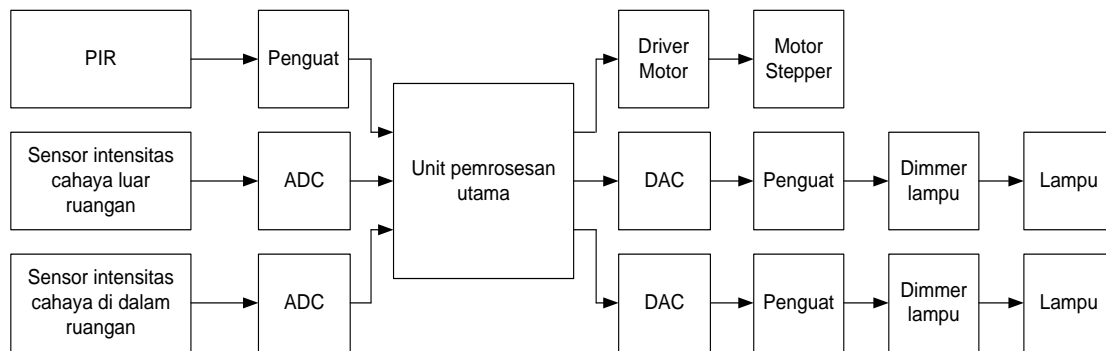 PIR
Penguat
Driver
Motor
Motor
Stepper
Sensor intensitas
cahaya luar
ruangan
ADC
Unit pemrosesan
utama
DAC
Penguat
Dimmer
lampu
Lampu
Sensor intensitas
cahaya di dalam
ruangan
ADC
DAC
Penguat
Dimmer
lampu
Lampu